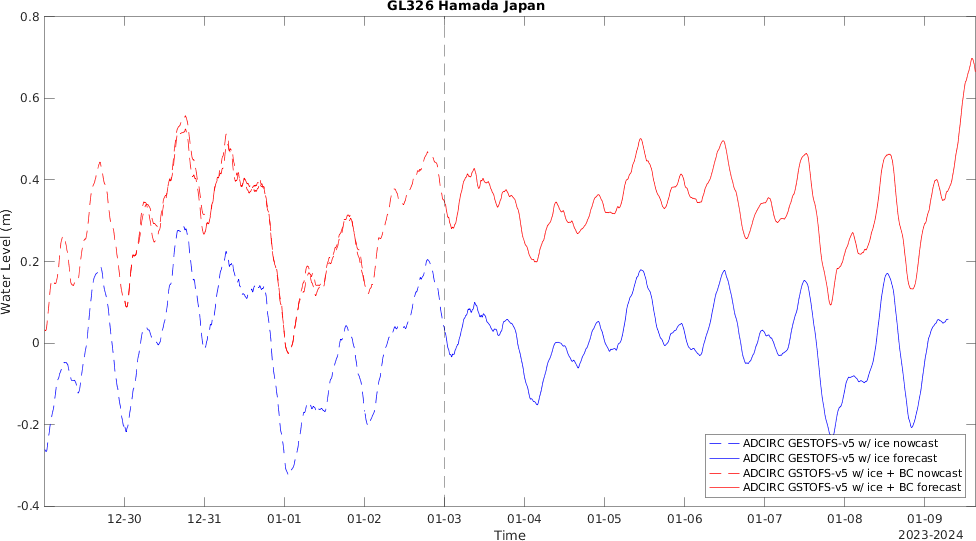 GL326 Hamada Japan
0.8
0.6
0.4
0.2
0
-0.2
-0.4
Water Level (m)
ADCIRC GESTOFS-v5 w/ ice nowcast
ADCIRC GESTOFS-v5 w/ ice forecast
ADCIRC GSTOFS-v5 w/ ice + BC nowcast
ADCIRC GSTOFS-v5 w/ ice + BC forecast
12-30 12-31 01-01 01-02 01-03 01-04 01-05 01-06 01-07 01-08 01-09
Time
2023-2024